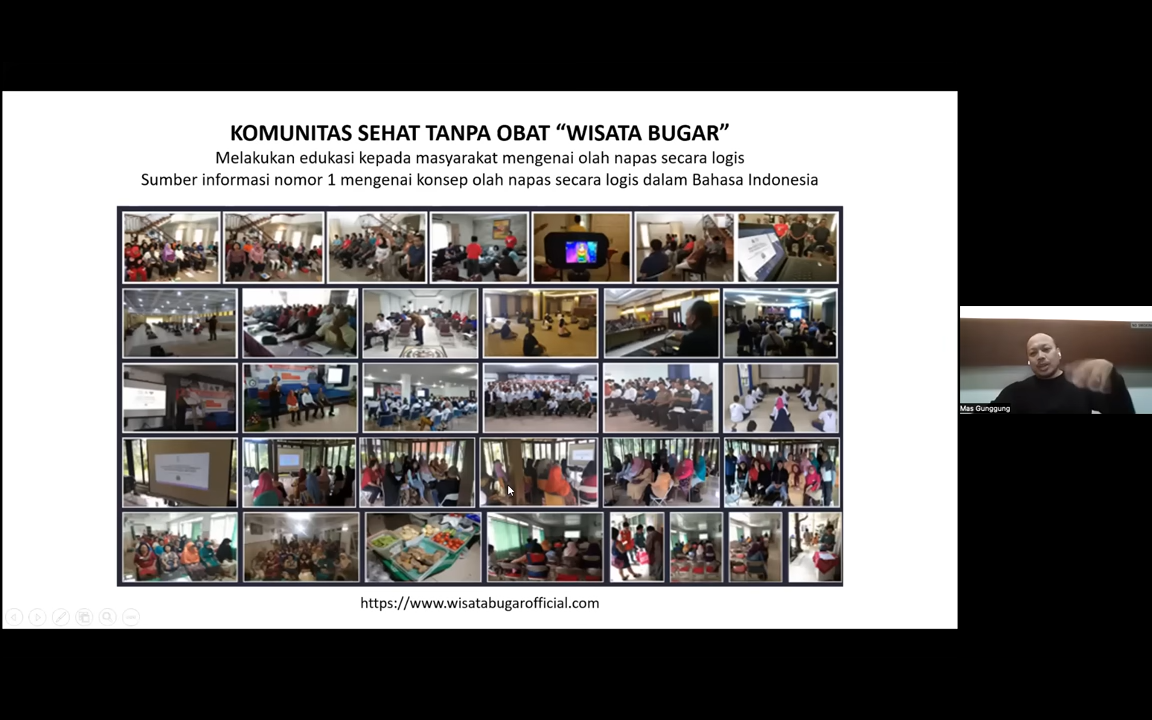 KOMUNITAS SEHAT TANPA OBAT “WISATA BUGAR”
Melakukan edukasi kepada masyarakat mengenai olah napas secara logis
Sumber informasi nomor 1 mengenai konsep olah napas secara logis dalam Bahasa Indonesia
https://www.wisatabugarofficial.com
Mas Gunggung